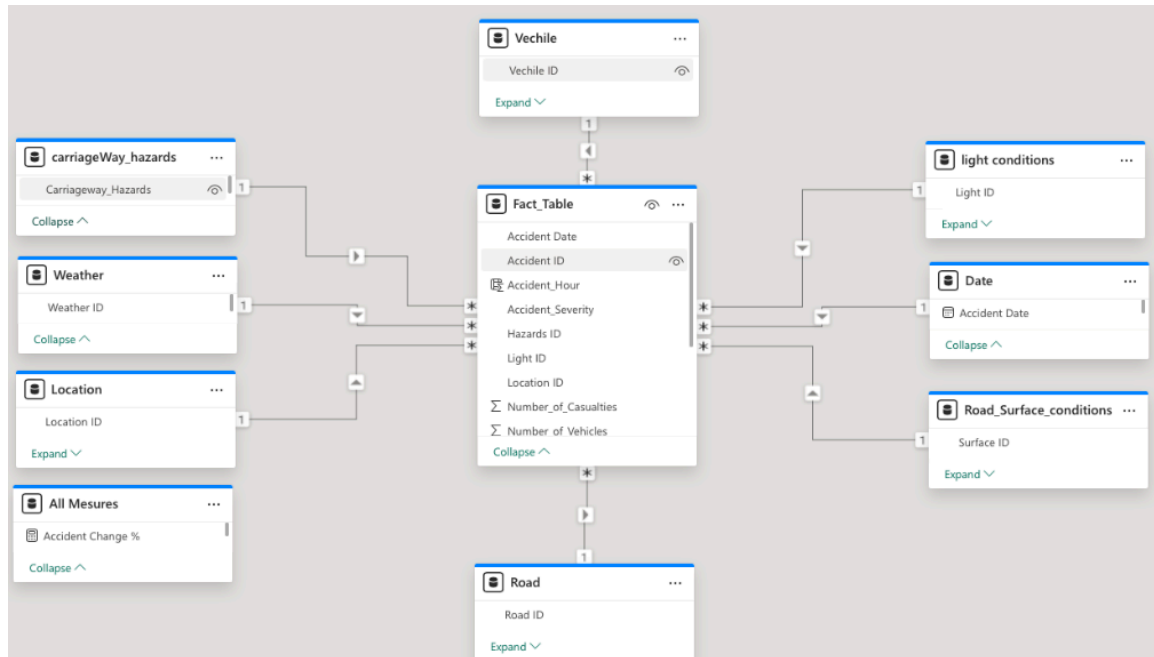 Vechile
Vechile ID
Expand
carriageWay_hazards
Carriageway_Hazards
1
Collapse
Weather
Weather ID
1
Collapse
Location
Location ID
1
Expand
All Mesures
Accident Change %
Collapse
1
*
Fact_Table
Accident Date
Accident ID
Accident_Hour
Accident_Severity
Hazards ID
Light ID
Location ID
Σ Number_of_Casualties
Σ Number of Vehicles
Collapse
*
*
*
*
*
*
*
1
Road
Road ID
Expand
light conditions
1
Light ID
Expand
Date
1
Accident Date
Collapse
Road_Surface_conditions
1
Surface ID
Expand